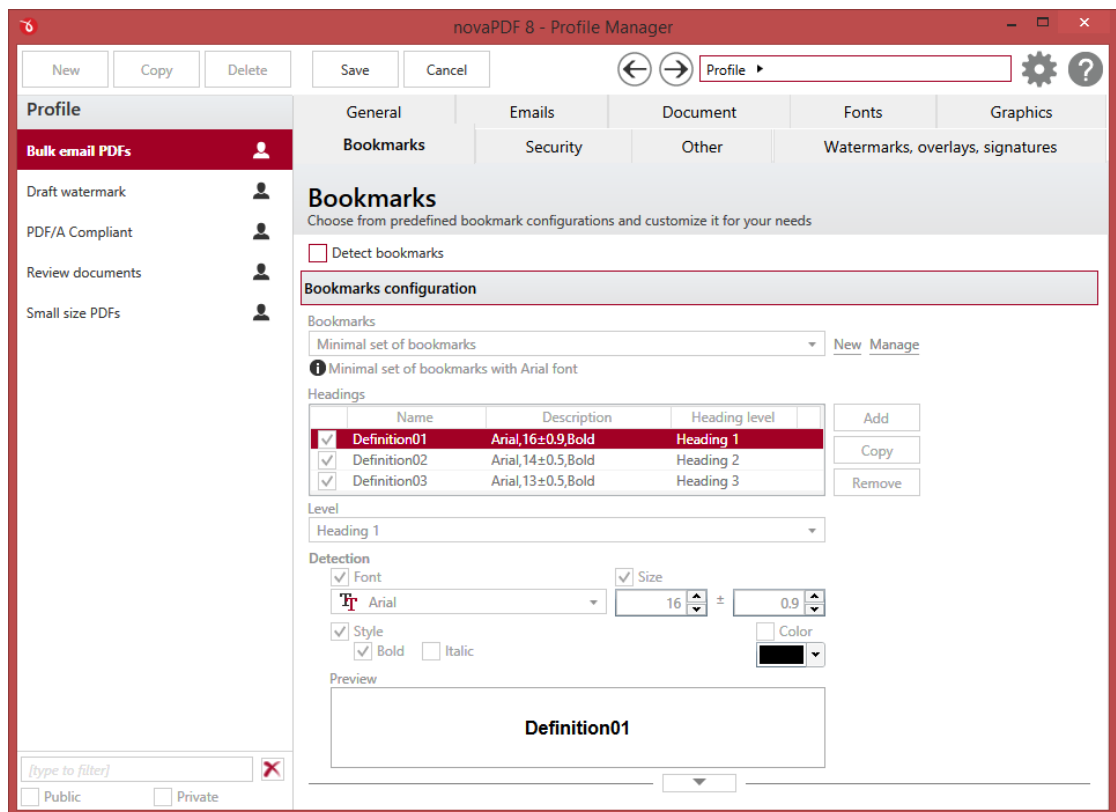 novaPDF 8 - Profile Manager
New Copy Delete Save Cancel Profile
Profile
Bulk email PDFs
Draft watermark
PDF/A Compliant
Review documents
Small size PDFs
[type to filter]
Public Private
General Emails Document Fonts Graphics
Bookmarks Security Other Watermarks, overlays, signatures
Bookmarks
Choose from predefined bookmark configurations and customize it for your needs
Detect bookmarks
Bookmarks configuration
Bookmarks
Minimal set of bookmarks New Manage
Minimal set of bookmarks with Arial font
Headings
Name Description Heading level Add
Definition01 Arial,16±0.9,Bold Heading 1
Copy
Definition02 Arial,14±0.5,Bold Heading 2
Definition03 Arial,13±0.5,Bold Heading 3 Remove
Level
Heading 1
Detection
Font Size
Arial 16 ± 0.9
Style Color
Bold Italic
Preview
Definition01